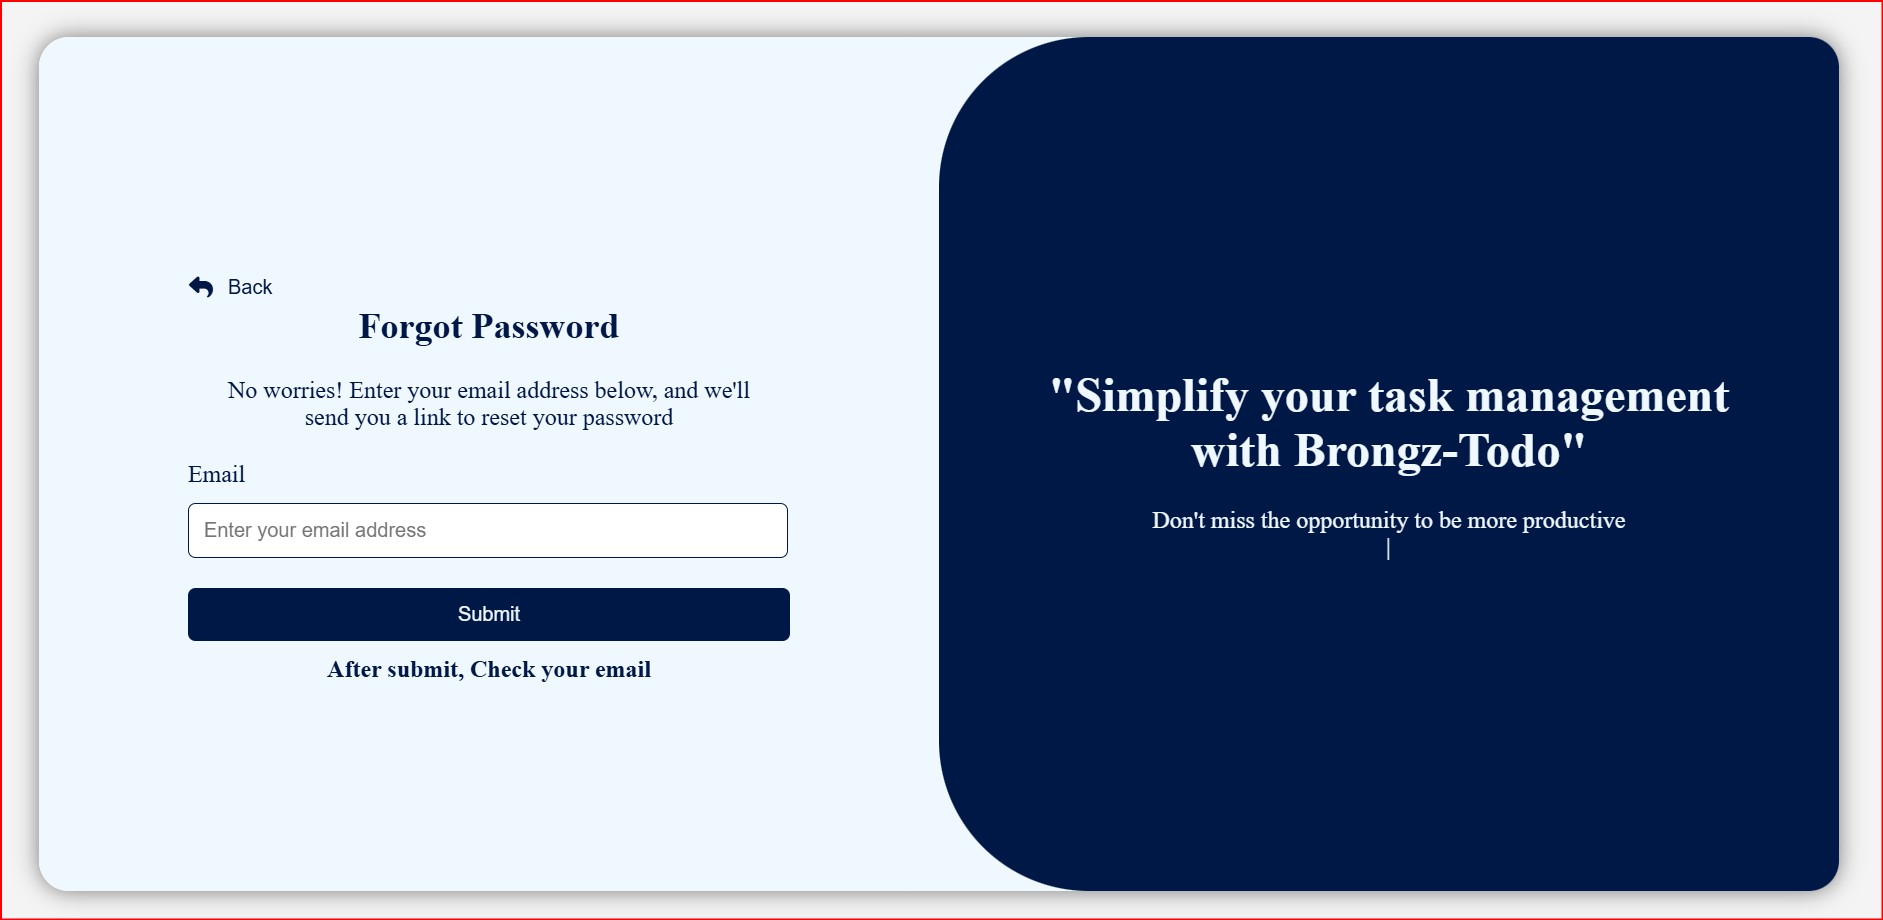 Back
Forgot Password
No worries! Enter your email address below, and we'll
send you a link to reset your password
Email
Enter your email address
Submit
After submit, Check your email
"Simplify your task management
with Brongz-Todo"
Don't miss the opportunity to be more productive
|